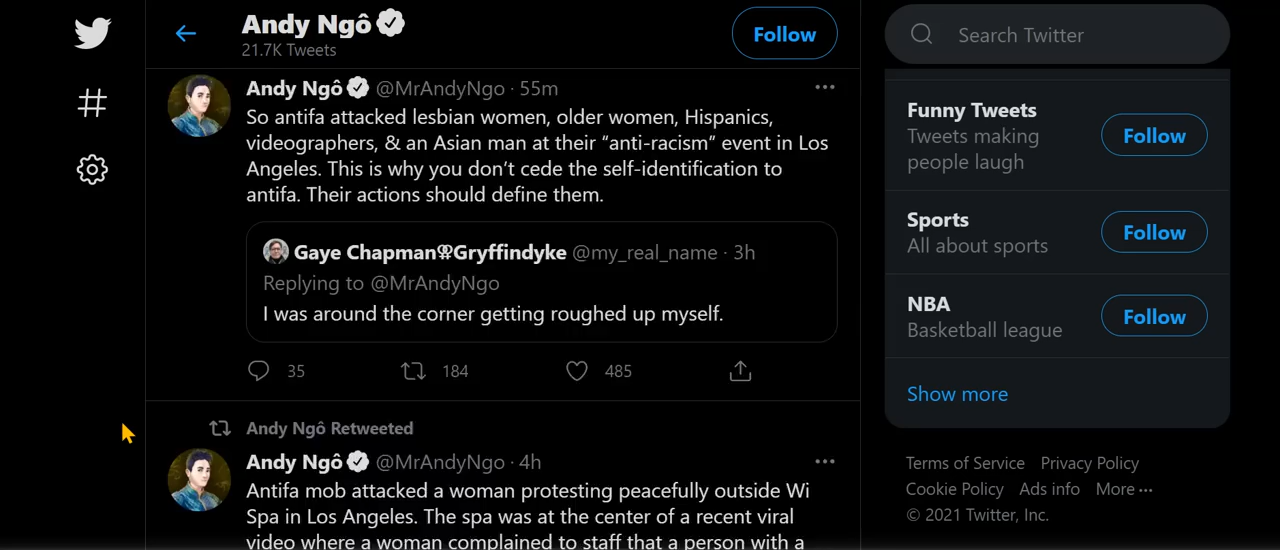 Andy Ngô
21.7K Tweets
Follow
Search Twitter
Andy Ngô @MrAndyNgo · 55m
So antifa attacked lesbian women, older women, Hispanics,
videographers, & an Asian man at their “anti-racism” event in Los
Angeles. This is why you don’t cede the self-identification to
antifa. Their actions should define them.
Gaye Chapman⚢Gryffindyke @my_real_name · 3h
Replying to @MrAndyNgo
I was around the corner getting roughed up myself.
35 184 485
Andy Ngô Retweeted
Andy Ngô @MrAndyNgo · 4h
Antifa mob attacked a woman protesting peacefully outside Wi
Spa in Los Angeles. The spa was at the center of a recent viral
video where a woman complained to staff that a person with a
Funny Tweets
Tweets making
people laugh
Follow
Sports
All about sports
Follow
NBA
Basketball league
Follow
Show more
Terms of Service Privacy Policy
Cookie Policy Ads info More ···
© 2021 Twitter, Inc.